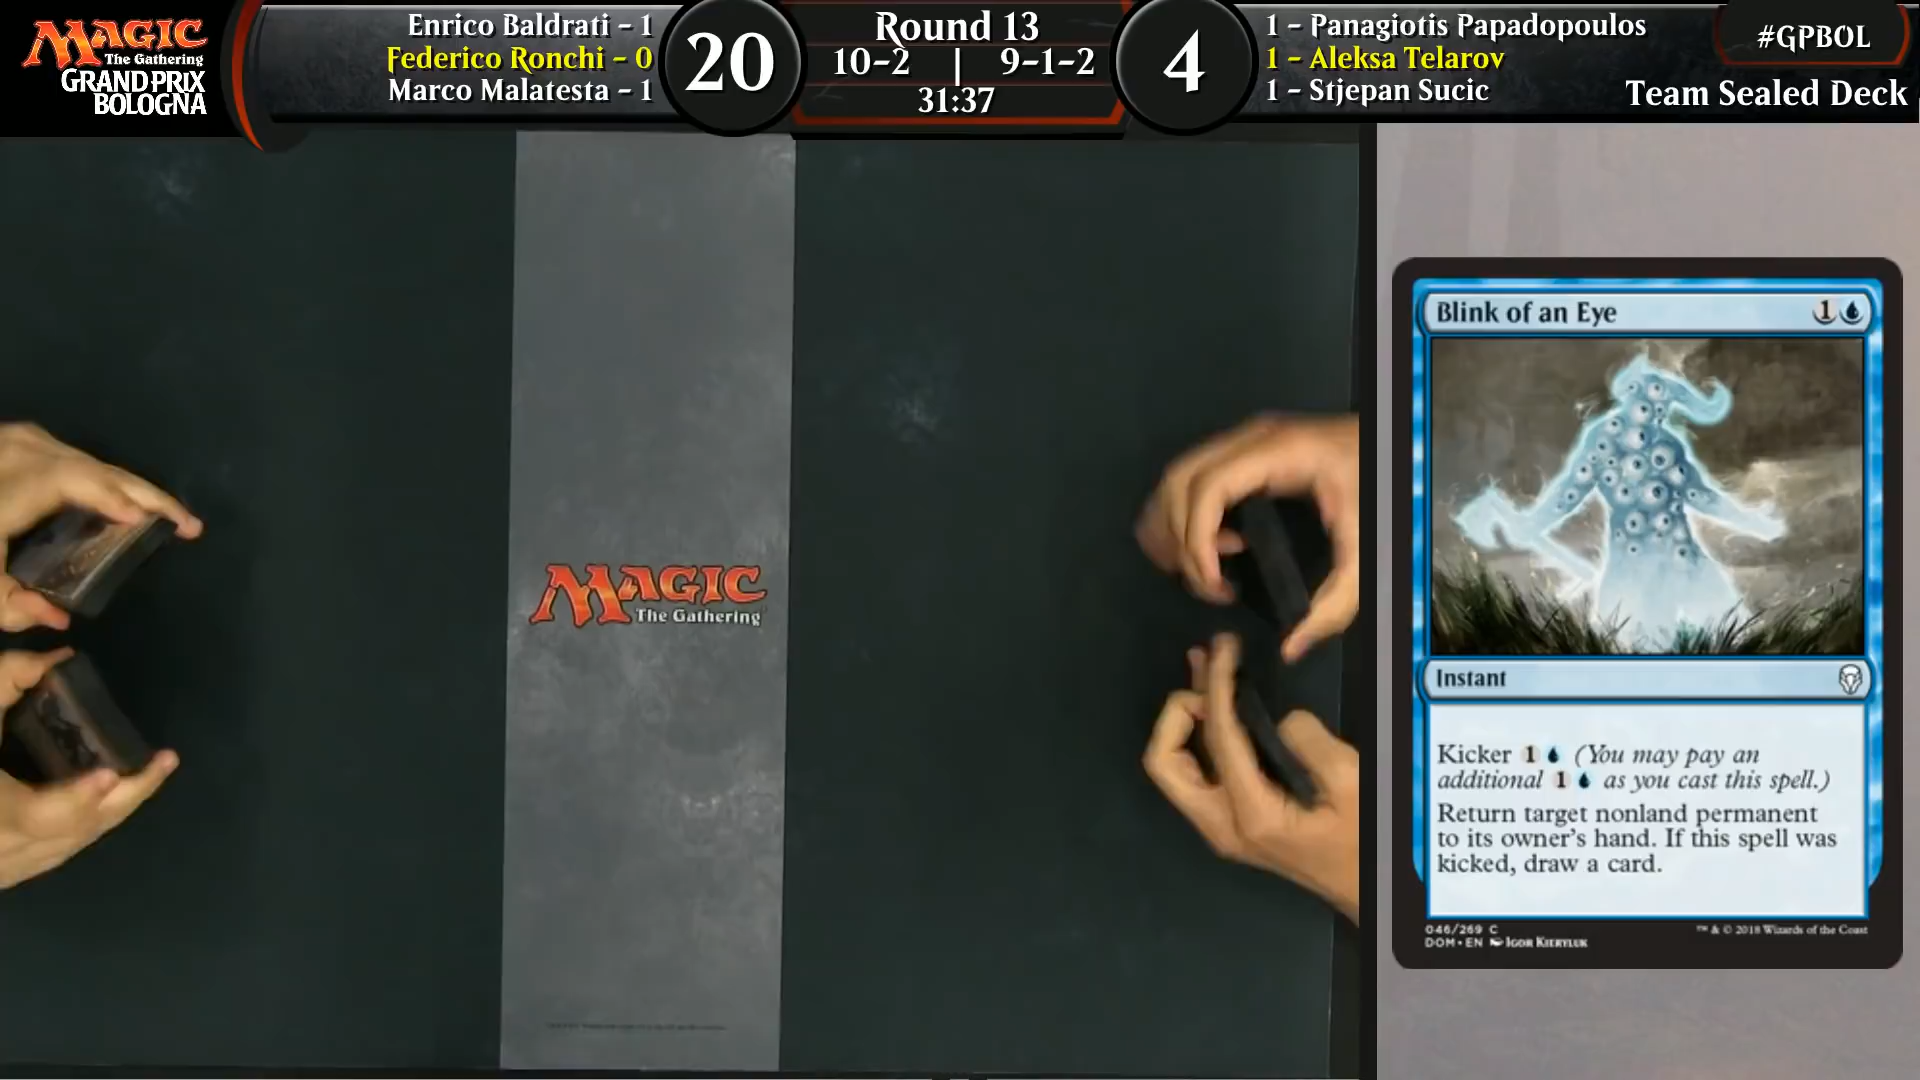 MAGIC
The Gathering
GRAND PRIX
BOLOGNA
Enrico Baldrati - 1
Federico Ronchi - 0
Marco Malatesta - 1
20
Round 13
10-2 | 9-1-2
31:37
4
1 - Panagiotis Papadopoulos
1 - Aleksa Telarov
1 - Stjepan Sucic
#GPBOL
Team Sealed Deck
MAGIC
The Gathering
Blink of an Eye 1
Instant
Kicker 1 (You may pay an
additional 1 as you cast this spell.)
Return target nonland permanent
to its owner's hand. If this spell was
kicked, draw a card.
046/269 C
DOM • EN Igor Kieryluk
™ & © 2018 Wizards of the Coast